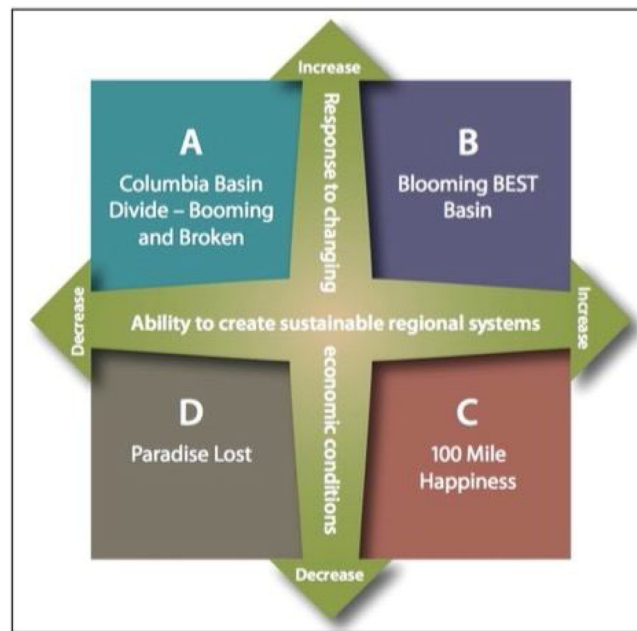 Increase
Response to changing
economic conditions
A
Columbia Basin
Divide – Booming
and Broken
B
Blooming BEST
Basin
Decrease
Ability to create sustainable regional systems
Increase
D
Paradise Lost
C
100 Mile
Happiness
Decrease